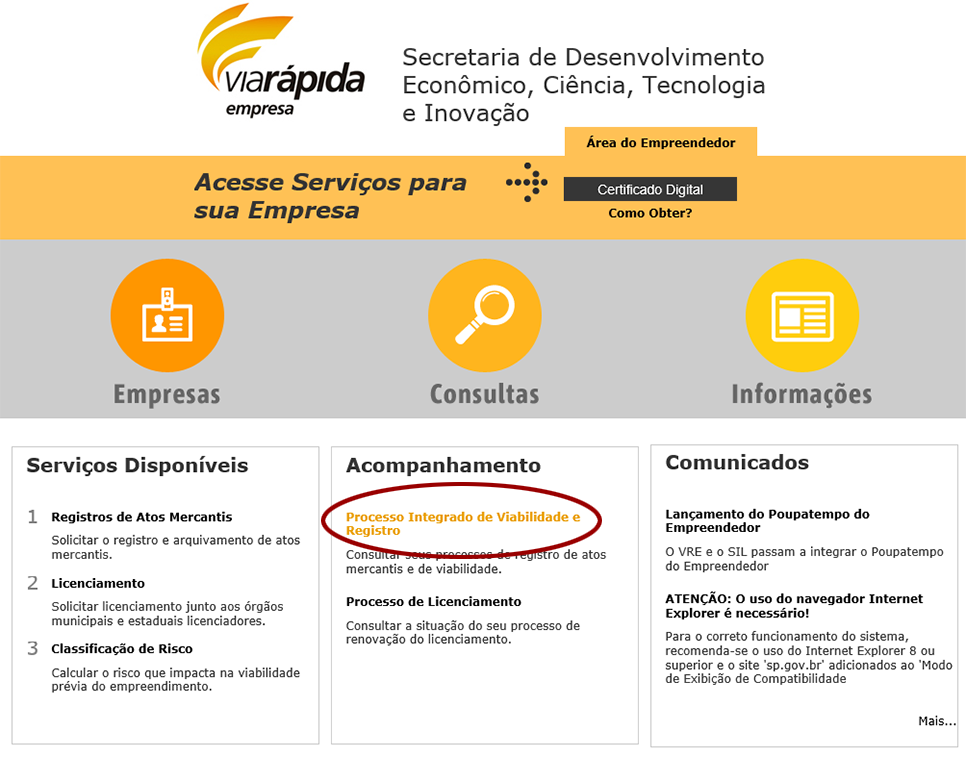 viarápida
empresa
Secretaria de Desenvolvimento
Econômico, Ciência, Tecnologia
e Inovação
Área do Empreendedor
Acesse Serviços para
sua Empresa
Certificado Digital
Como Obter?
Empresas
Consultas
Informações
Serviços Disponíveis
1 Registros de Atos Mercantis
Solicitar o registro e arquivamento de atos
mercantis.
2 Licenciamento
Solicitar licenciamento junto aos órgãos
municipais e estaduais licenciadores.
3 Classificação de Risco
Calcular o risco que impacta na viabilidade
prévia do empreendimento.
Acompanhamento
Processo Integrado de Viabilidade e
Registro
Consultar seus processos de registro de atos
mercantis e de viabilidade.
Processo de Licenciamento
Consultar a situação do seu processo de
renovação do licenciamento.
Comunicados
Lançamento do Poupatempo do
Empreendedor
O VRE e o SIL passam a integrar o Poupatempo
do Empreendedor
ATENÇÃO: O uso do navegador Internet
Explorer é necessário!
Para o correto funcionamento do sistema,
recomenda-se o uso do Internet Explorer 8 ou
superior e o site 'sp.gov.br' adicionados ao 'Modo
de Exibição de Compatibilidade
Mais...